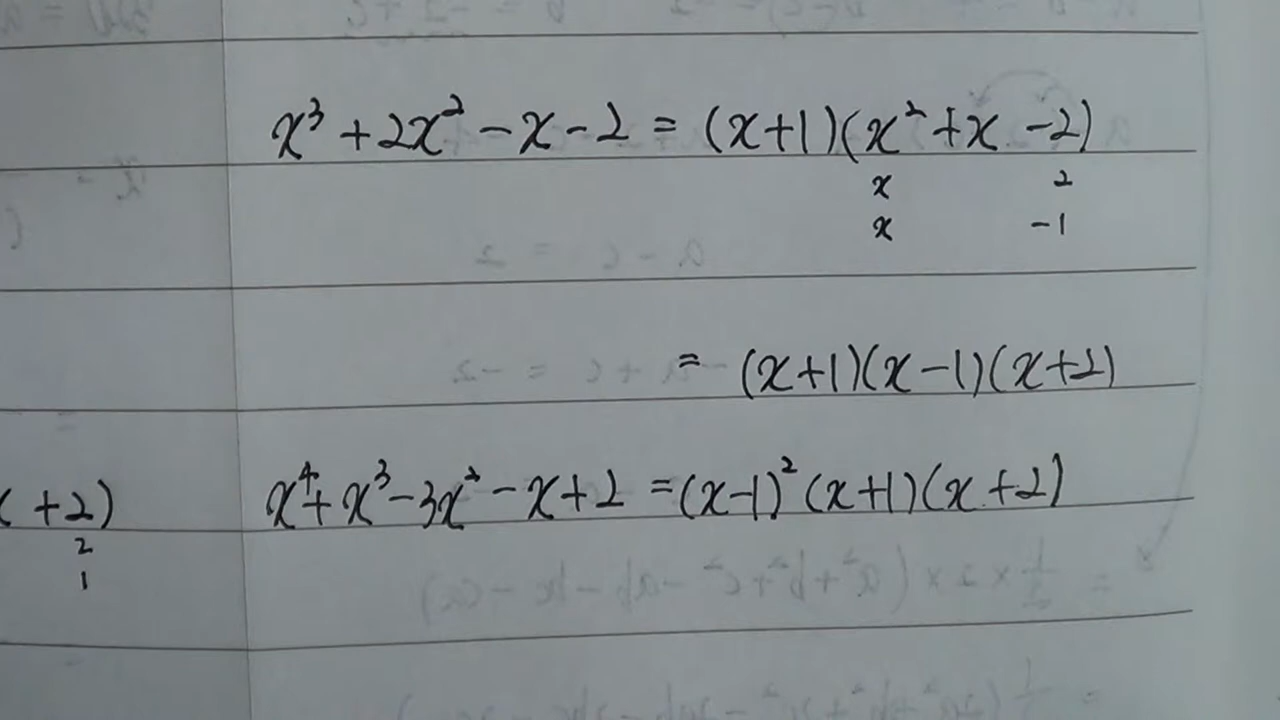 x³ + 2x² - x - 2 = (x+1)(x² + x - 2)
x 2
x -1
= (x+1)(x-1)(x+2)
+2) x⁴ + x³ - 3x² - x + 2 = (x-1)² (x+1)(x+2)
2
1